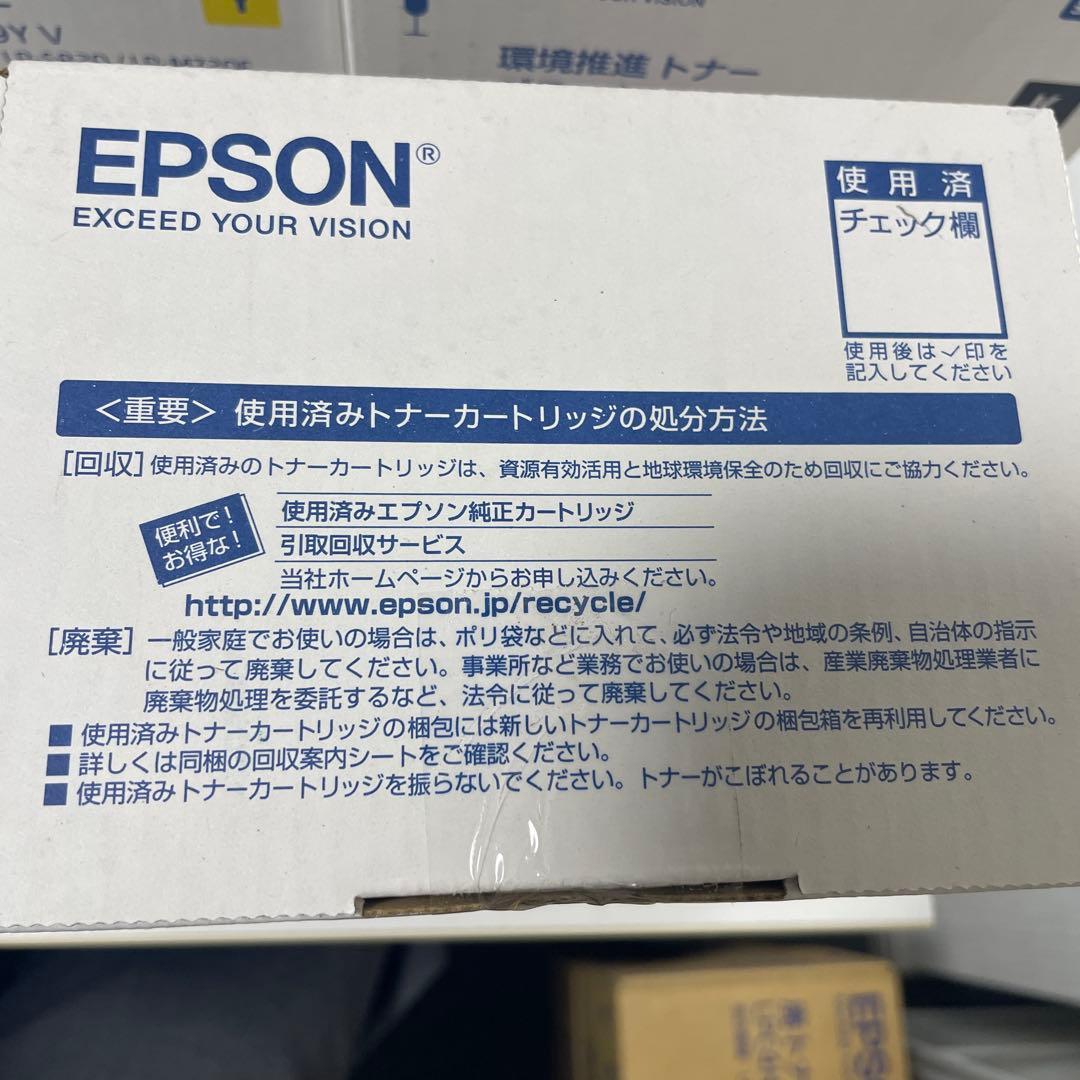 Y
9Y V
環境推進トナー
EPSON®
EXCEED YOUR VISION
使用済
チェック欄
使用後は✓印を
記入してください
＜重要＞ 使用済みトナーカートリッジの処分方法
[回収] 使用済みのトナーカートリッジは、資源有効活用と地球環境保全のため回収にご協力ください。
便利で!
お得な!
使用済みエプソン純正カートリッジ
引取回収サービス
当社ホームページからお申し込みください。
http://www.epson.jp/recycle/
[廃棄] 一般家庭でお使いの場合は、ポリ袋などに入れて、必ず法令や地域の条例、自治体の指示
に従って廃棄してください。事業所など業務でお使いの場合は、産業廃棄物処理業者に
廃棄物処理を委託するなど、法令に従って廃棄してください。
■ 使用済みトナーカートリッジの梱包には新しいトナーカートリッジの梱包箱を再利用してください。
■ 詳しくは同梱の回収案内シートをご確認ください。
■ 使用済みトナーカートリッジを振らないでください。トナーがこぼれることがあります。
EPS